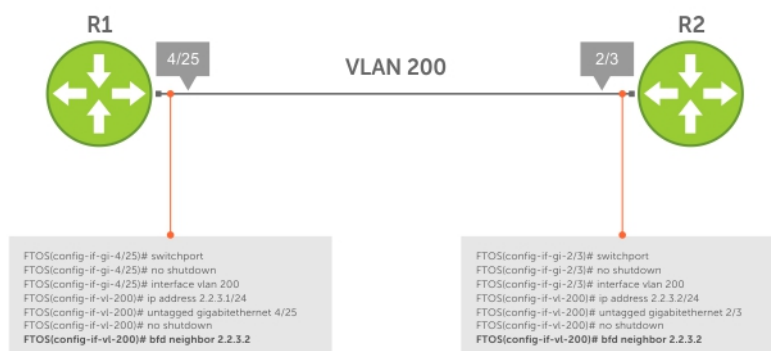 R1
R2
4/25
VLAN 200
2/3
FTOS(config-if-gi-4/25)# switchport
FTOS(config-if-gi-4/25)# no shutdown
FTOS(config-if-gi-4/25)# interface vlan 200
FTOS(config-if-vl-200)# ip address 2.2.3.1/24
FTOS(config-if-vl-200)# untagged gigabitethernet 4/25
FTOS(config-if-vl-200)# no shutdown
FTOS(config-if-vl-200)# bfd neighbor 2.2.3.2
FTOS(config-if-gi-2/3)# switchport
FTOS(config-if-gi-2/3)# no shutdown
FTOS(config-if-gi-2/3)# interface vlan 200
FTOS(config-if-vl-200)# ip address 2.2.3.2/24
FTOS(config-if-vl-200)# untagged gigabitethernet 2/3
FTOS(config-if-vl-200)# no shutdown
FTOS(config-if-vl-200)# bfd neighbor 2.2.3.2